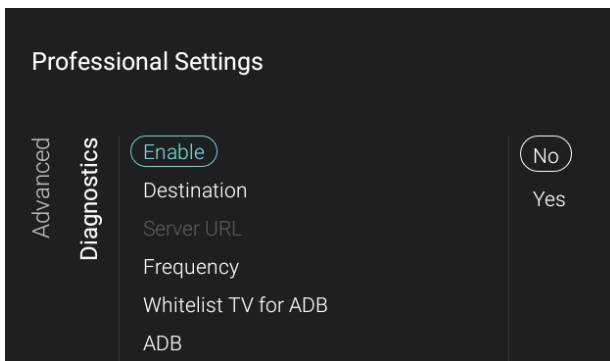 Professional Settings
Advanced
Diagnostics
Enable
Destination
Server URL
Frequency
Whitelist TV for ADB
ADB
No
Yes